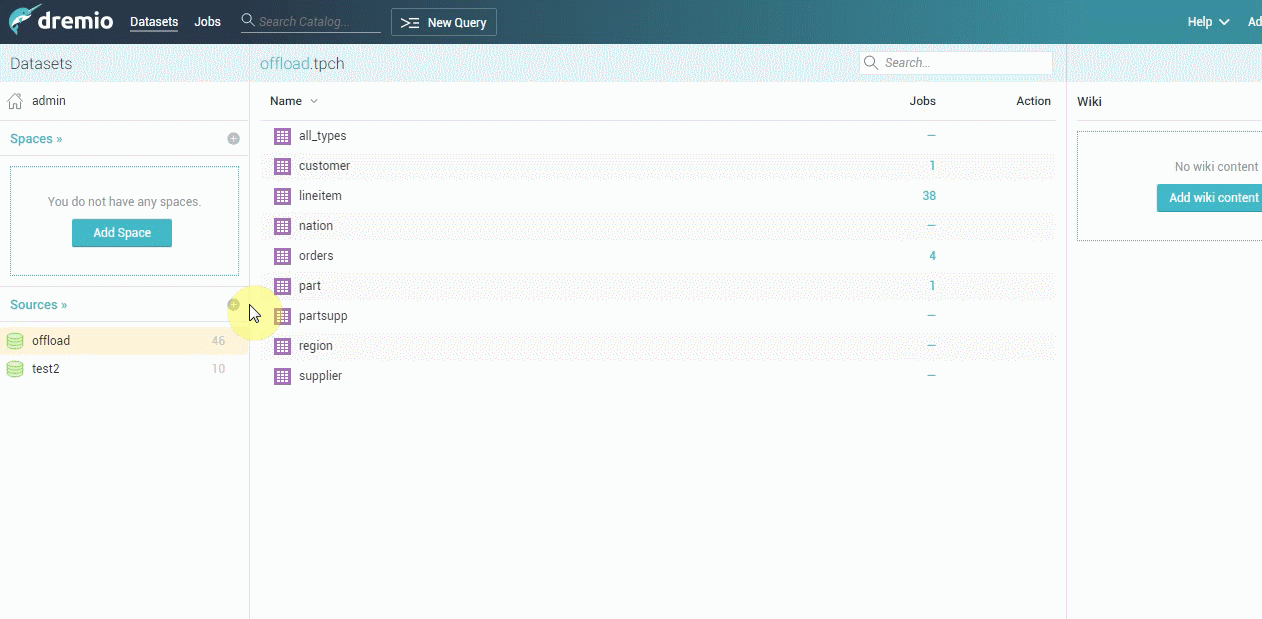 dremio Datasets Jobs Search Catalog... New Query Help Ad
Datasets offload.tpch Search...
admin Name Jobs Action Wiki
Spaces »
You do not have any spaces.
Add Space
Sources »
offload 46
test2 10
all_types –
customer 1
lineitem 38
nation –
orders 4
part 1
partsupp –
region –
supplier –
No wiki content
Add wiki content